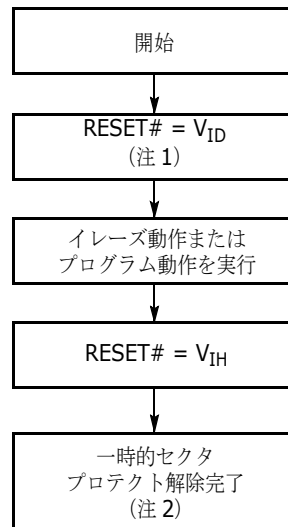 開始
RESET# = VID
（注 1）
イレーズ動作または
プログラム動作を実行
RESET# = VIH
一時的セクタ
プロテクト解除完了
（注 2）